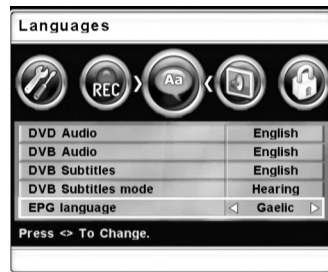 Languages
REC Aa
DVD Audio English
DVB Audio English
DVB Subtitles English
DVB Subtitles mode Hearing
EPG language Gaelic
Press <> To Change.